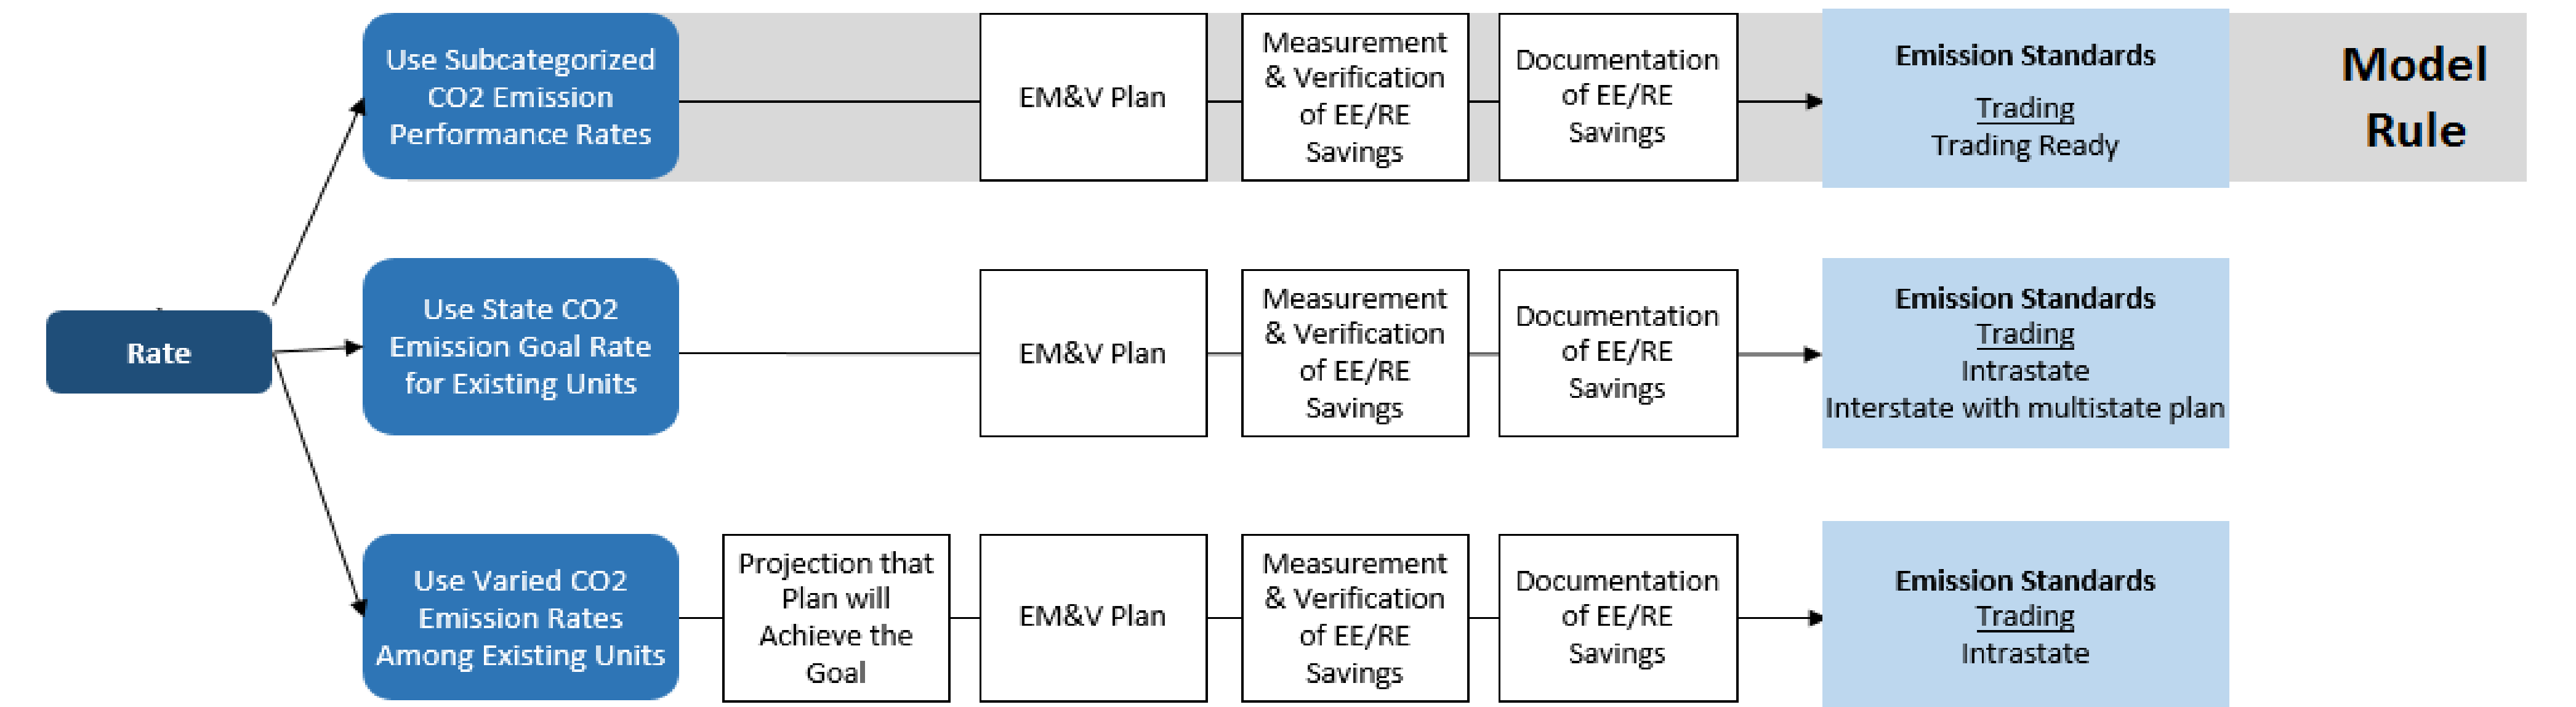 Use Subcategorized
CO2 Emission
Performance Rates
EM&V Plan
Measurement
& Verification
of EE/RE
Savings
Documentation
of EE/RE
Savings
Emission Standards
Trading
Trading Ready
Model
Rule
Rate
Use State CO2
Emission Goal Rate
for Existing Units
EM&V Plan
Measurement
& Verification
of EE/RE
Savings
Documentation
of EE/RE
Savings
Emission Standards
Trading
Intrastate
Interstate with multistate plan
Use Varied CO2
Emission Rates
Among Existing Units
Projection that
Plan will
Achieve the
Goal
EM&V Plan
Measurement
& Verification
of EE/RE
Savings
Documentation
of EE/RE
Savings
Emission Standards
Trading
Intrastate